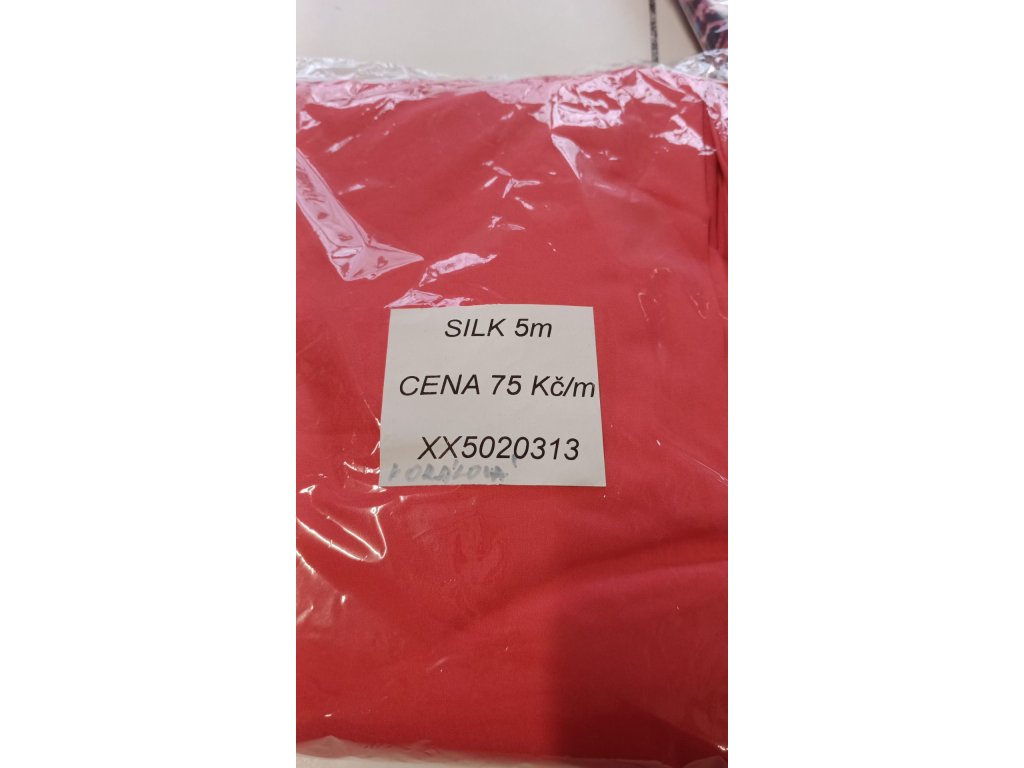 SILK 5m
CENA 75 Kč/m
XX5020313